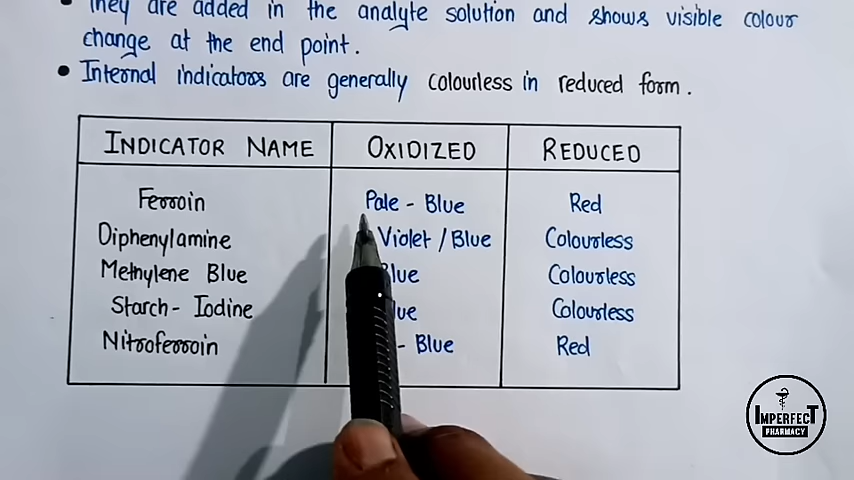 They are added in the analyte solution and shows visible colour
change at the end point.
• Internal indicators are generally colourless in reduced form.
INDICATOR NAME OXIDIZED REDUCED
Ferroin Pale - Blue Red
Diphenylamine Violet / Blue Colourless
Methylene Blue Blue Colourless
Starch - Iodine Colourless
Nitroferroin - Blue Red
IMPERFECT
PHARMACY